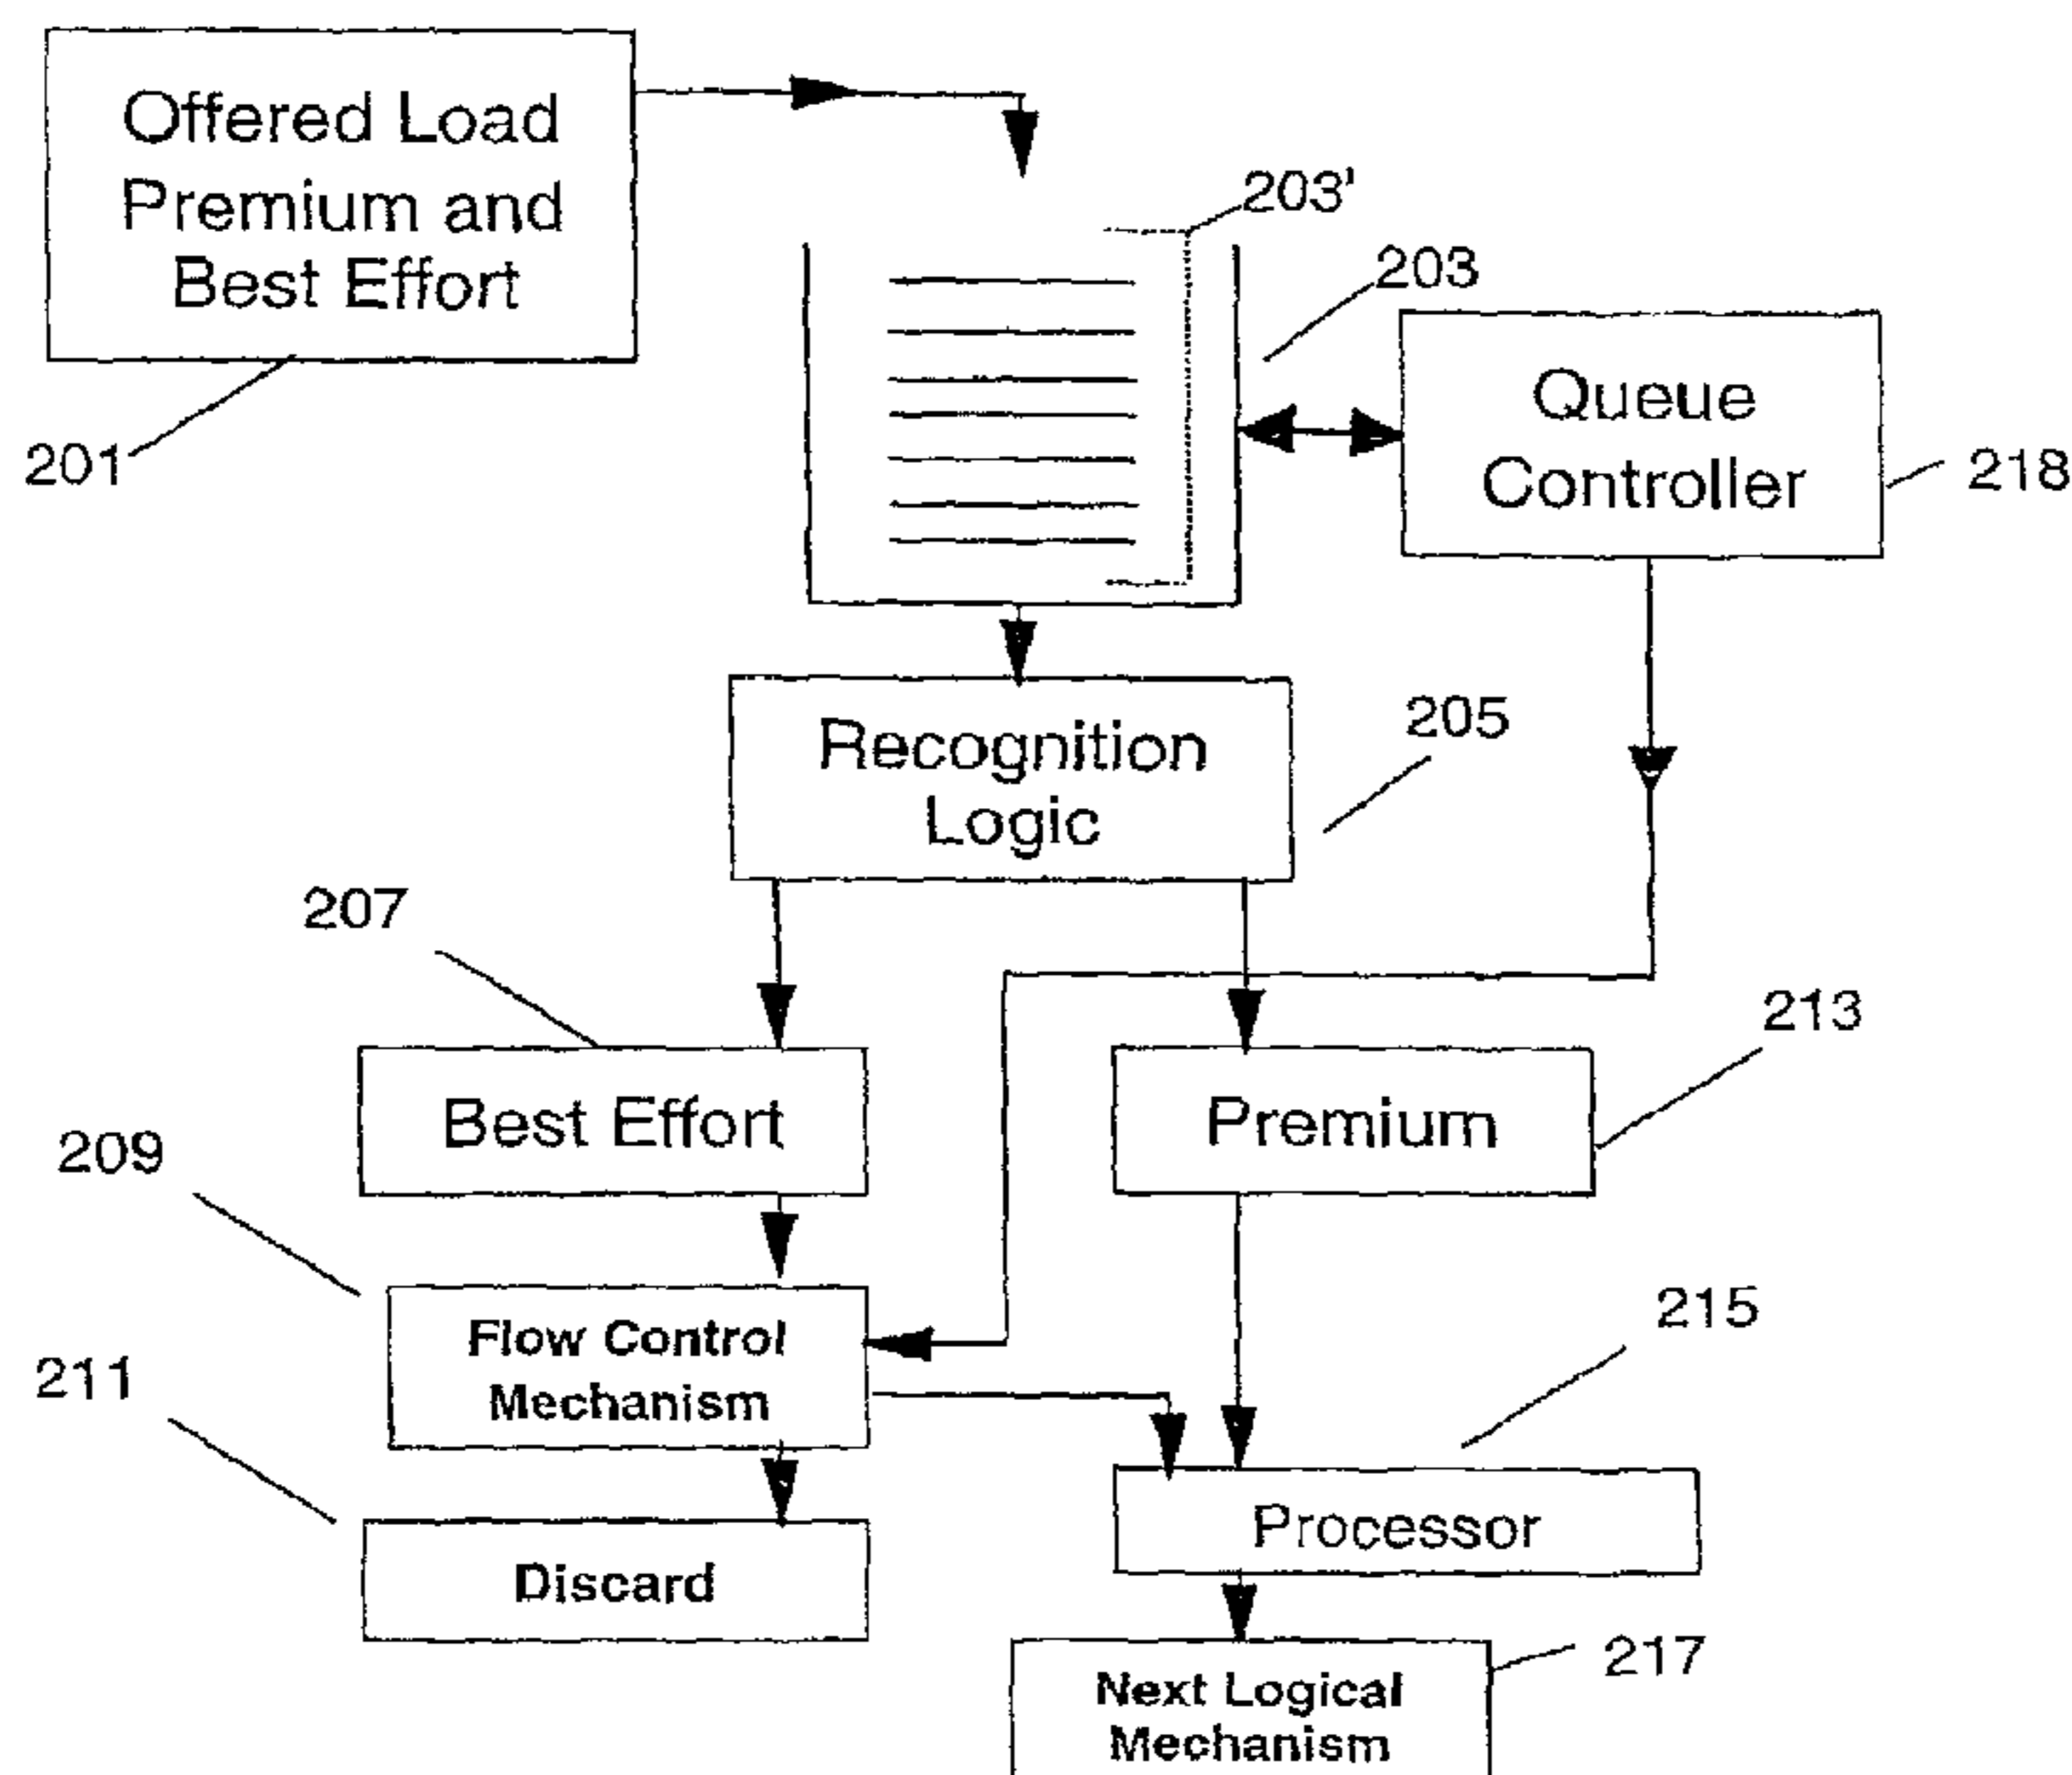 Offered Load
Premium and
Best Effort
201
203'
203
Queue
Controller
218
Recognition
Logic
205
207
Best Effort
Premium
213
209
Flow Control
Mechanism
211
215
Processor
Discard
Next Logical
Mechanism
217